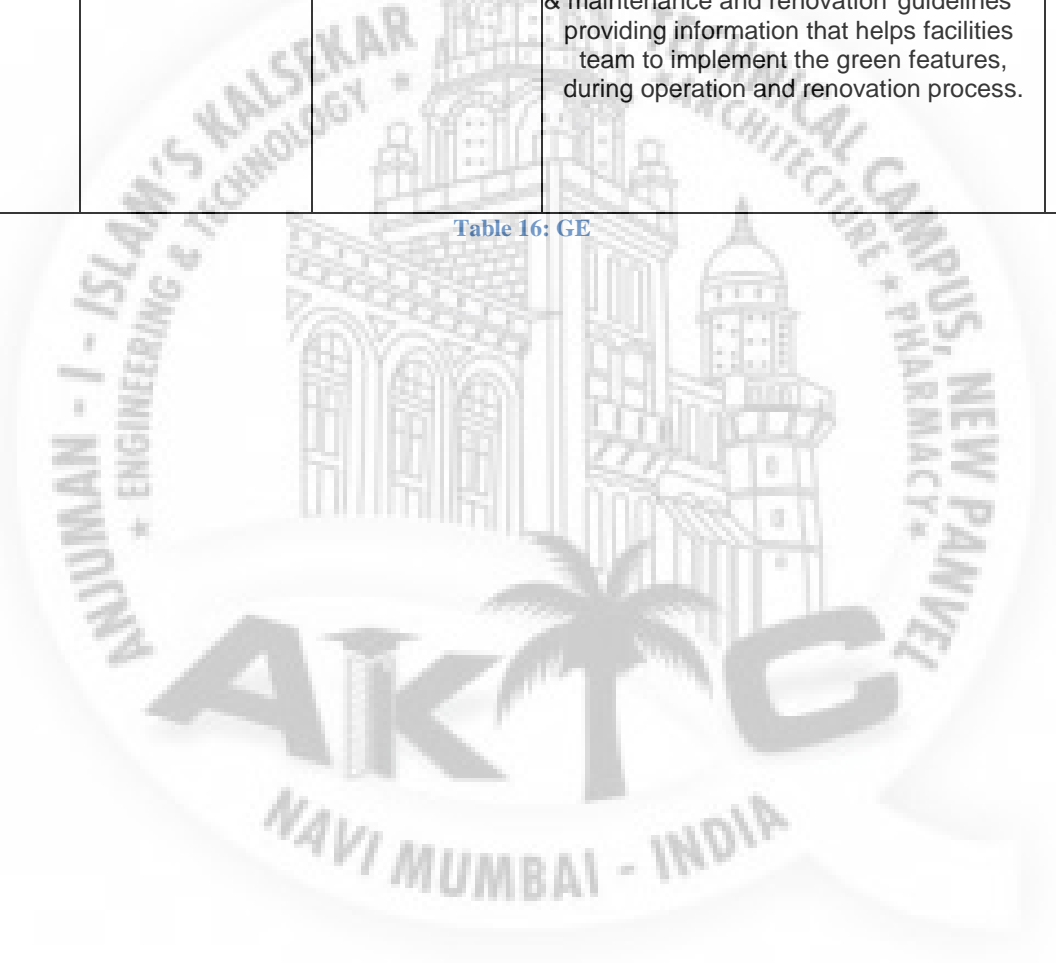 & maintenance and renovation guidelines
providing information that helps facilities
team to implement the green features,
during operation and renovation process.
Table 16: GE
ANJUMAN - I - ISLAM'S KALSEKAR TECHNICAL CAMPUS, NEW PANVEL
* ENGINEERING & TECHNOLOGY * ARCHITECTURE * PHARMACY *
AKTC
NAVI MUMBAI - INDIA